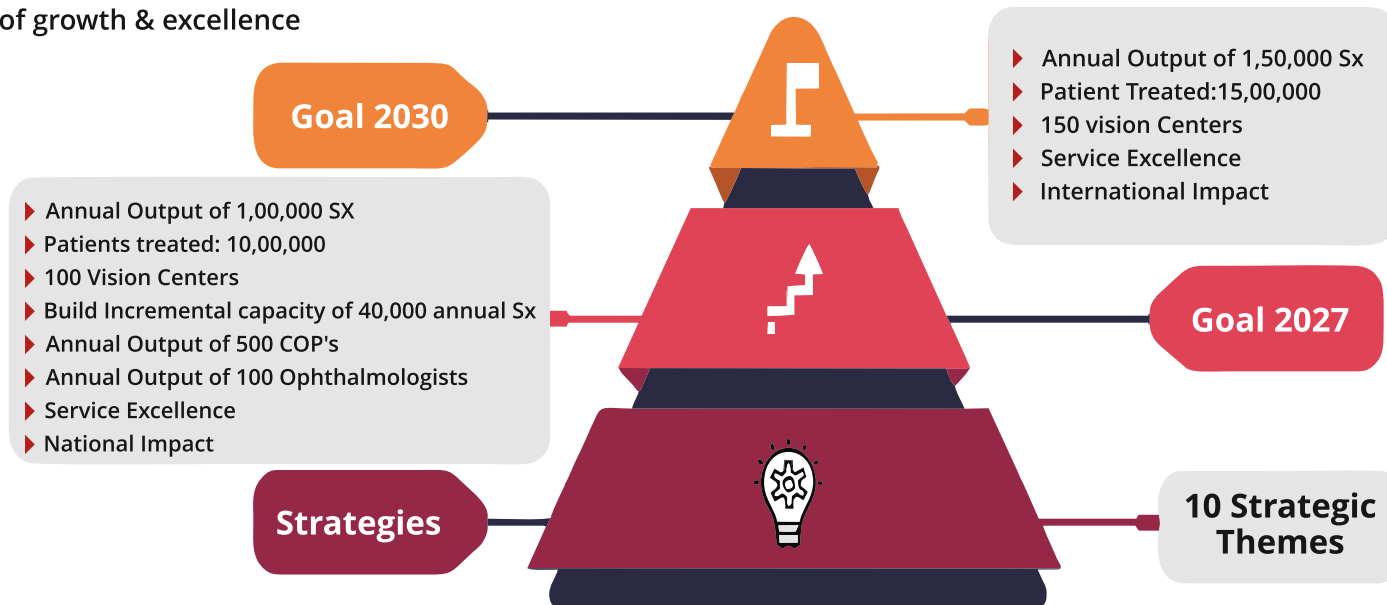 of growth & excellence
Goal 2030
Annual Output of 1,50,000 Sx
Patient Treated:15,00,000
150 vision Centers
Service Excellence
International Impact
Annual Output of 1,00,000 SX
Patients treated: 10,00,000
100 Vision Centers
Build Incremental capacity of 40,000 annual Sx
Annual Output of 500 COP's
Annual Output of 100 Ophthalmologists
Service Excellence
National Impact
Goal 2027
Strategies
10 Strategic
Themes